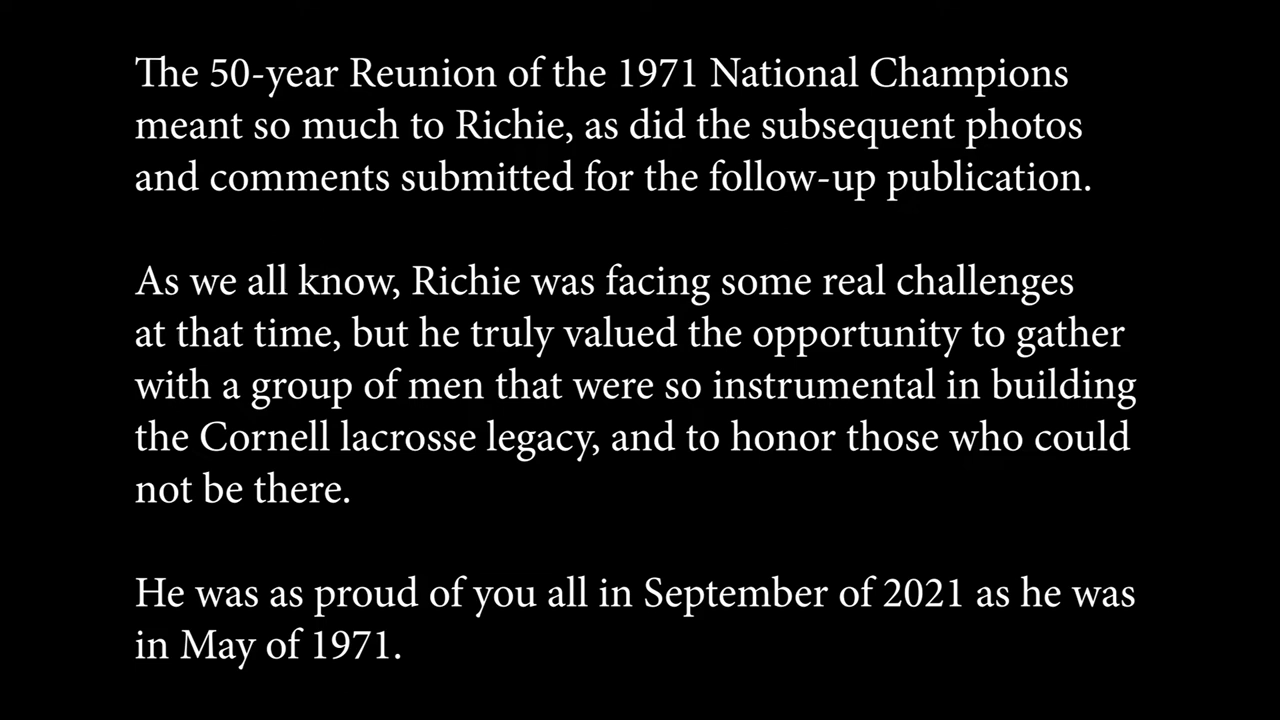 The 50-year Reunion of the 1971 National Champions
meant so much to Richie, as did the subsequent photos
and comments submitted for the follow-up publication.
As we all know, Richie was facing some real challenges
at that time, but he truly valued the opportunity to gather
with a group of men that were so instrumental in building
the Cornell lacrosse legacy, and to honor those who could
not be there.
He was as proud of you all in September of 2021 as he was
in May of 1971.